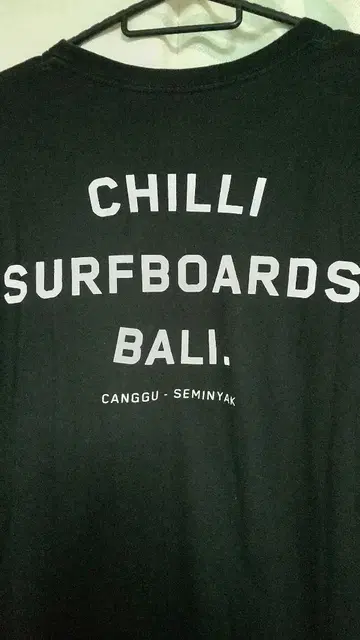 CHILLI
SURFBOARDS
BALI.
CANGGU - SEMINYAK